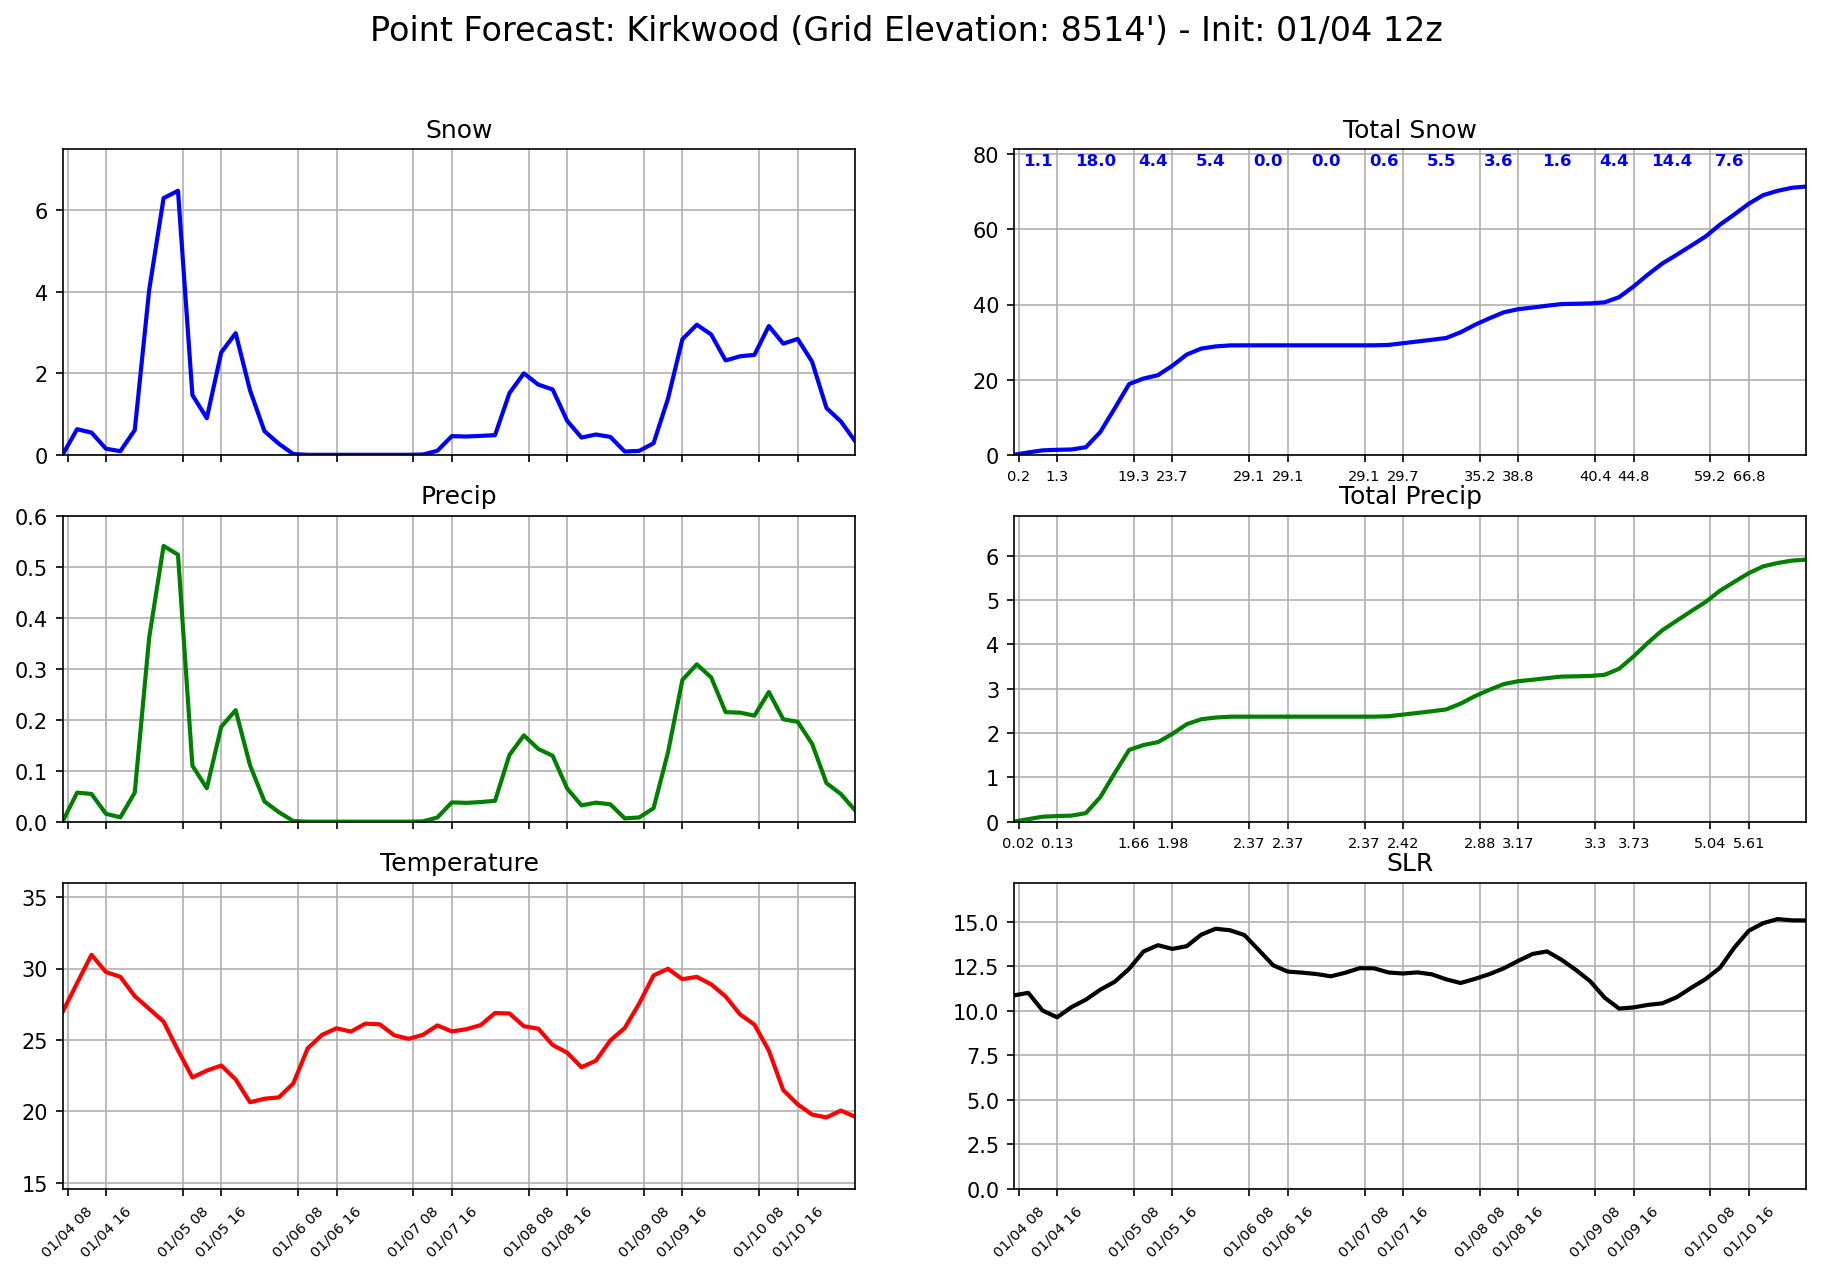 Point Forecast: Kirkwood (Grid Elevation: 8514') - Init: 01/04 12z
Snow
6
4
2
0
Total Snow
80
60
40
20
0
1.1 18.0 4.4 5.4 0.0 0.0 0.6 5.5 3.6 1.6 4.4 14.4 7.6
0.2 1.3 19.3 23.7 29.1 29.1 29.1 29.7 35.2 38.8 40.4 44.8 59.2 66.8
Precip
0.6
0.5
0.4
0.3
0.2
0.1
0.0
Total Precip
6
5
4
3
2
1
0
0.02 0.13 1.66 1.98 2.37 2.37 2.37 2.42 2.88 3.17 3.3 3.73 5.04 5.61
Temperature
35
30
25
20
15
01/04 08 01/04 16 01/05 08 01/05 16 01/06 08 01/06 16 01/07 08 01/07 16 01/08 08 01/08 16 01/09 08 01/09 16 01/10 08 01/10 16
SLR
15.0
12.5
10.0
7.5
5.0
2.5
0.0
01/04 08 01/04 16 01/05 08 01/05 16 01/06 08 01/06 16 01/07 08 01/07 16 01/08 08 01/08 16 01/09 08 01/09 16 01/10 08 01/10 16